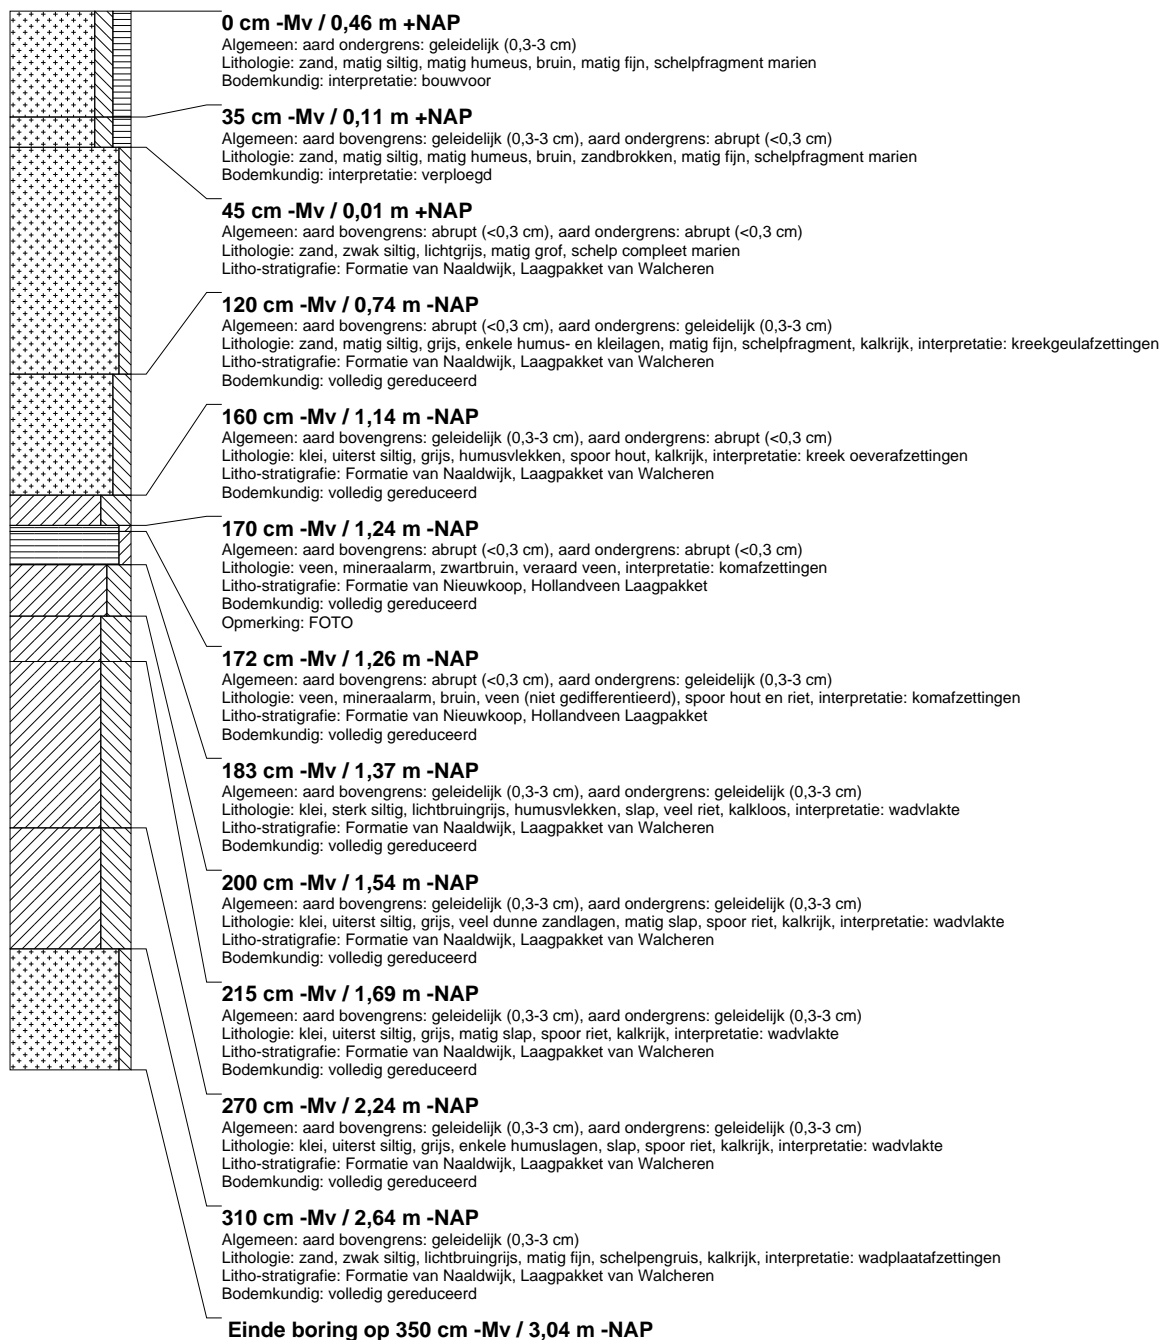 0 cm -Mv / 0,46 m +NAP
Algemeen: aard ondergrens: geleidelijk (0,3-3 cm)
Lithologie: zand, matig siltig, matig humeus, bruin, matig fijn, schelpfragment marien
Bodemkundig: interpretatie: bouwvoor
35 cm -Mv / 0,11 m +NAP
Algemeen: aard bovengrens: geleidelijk (0,3-3 cm), aard ondergrens: abrupt (<0,3 cm)
Lithologie: zand, matig siltig, matig humeus, bruin, zandbrokken, matig fijn, schelpfragment marien
Bodemkundig: interpretatie: verploegd
45 cm -Mv / 0,01 m +NAP
Algemeen: aard bovengrens: abrupt (<0,3 cm), aard ondergrens: abrupt (<0,3 cm)
Lithologie: zand, zwak siltig, lichtgrijs, matig grof, schelp compleet marien
Litho-stratigrafie: Formatie van Naaldwijk, Laagpakket van Walcheren
120 cm -Mv / 0,74 m -NAP
Algemeen: aard bovengrens: abrupt (<0,3 cm), aard ondergrens: geleidelijk (0,3-3 cm)
Lithologie: zand, matig siltig, grijs, enkele humus- en kleilagen, matig fijn, schelpfragment, kalkrijk, interpretatie: kreekgeulafzettingen
Litho-stratigrafie: Formatie van Naaldwijk, Laagpakket van Walcheren
Bodemkundig: volledig gereduceerd
160 cm -Mv / 1,14 m -NAP
Algemeen: aard bovengrens: geleidelijk (0,3-3 cm), aard ondergrens: abrupt (<0,3 cm)
Lithologie: klei, uiterst siltig, grijs, humusvlekken, spoor hout, kalkrijk, interpretatie: kreek oeverafzettingen
Litho-stratigrafie: Formatie van Naaldwijk, Laagpakket van Walcheren
Bodemkundig: volledig gereduceerd
170 cm -Mv / 1,24 m -NAP
Algemeen: aard bovengrens: abrupt (<0,3 cm), aard ondergrens: abrupt (<0,3 cm)
Lithologie: veen, mineraalarm, zwartbruin, veraard veen, interpretatie: komafzettingen
Litho-stratigrafie: Formatie van Nieuwkoop, Hollandveen Laagpakket
Bodemkundig: volledig gereduceerd
Opmerking: FOTO
172 cm -Mv / 1,26 m -NAP
Algemeen: aard bovengrens: abrupt (<0,3 cm), aard ondergrens: geleidelijk (0,3-3 cm)
Lithologie: veen, mineraalarm, bruin, veen (niet gedifferentieerd), spoor hout en riet, interpretatie: komafzettingen
Litho-stratigrafie: Formatie van Nieuwkoop, Hollandveen Laagpakket
Bodemkundig: volledig gereduceerd
183 cm -Mv / 1,37 m -NAP
Algemeen: aard bovengrens: geleidelijk (0,3-3 cm), aard ondergrens: geleidelijk (0,3-3 cm)
Lithologie: klei, sterk siltig, lichtbruingrijs, humusvlekken, slap, veel riet, kalkloos, interpretatie: wadvlakte
Litho-stratigrafie: Formatie van Naaldwijk, Laagpakket van Walcheren
Bodemkundig: volledig gereduceerd
200 cm -Mv / 1,54 m -NAP
Algemeen: aard bovengrens: geleidelijk (0,3-3 cm), aard ondergrens: geleidelijk (0,3-3 cm)
Lithologie: klei, uiterst siltig, grijs, veel dunne zandlagen, matig slap, spoor riet, kalkrijk, interpretatie: wadvlakte
Litho-stratigrafie: Formatie van Naaldwijk, Laagpakket van Walcheren
Bodemkundig: volledig gereduceerd
215 cm -Mv / 1,69 m -NAP
Algemeen: aard bovengrens: geleidelijk (0,3-3 cm), aard ondergrens: geleidelijk (0,3-3 cm)
Lithologie: klei, uiterst siltig, grijs, matig slap, spoor riet, kalkrijk, interpretatie: wadvlakte
Litho-stratigrafie: Formatie van Naaldwijk, Laagpakket van Walcheren
Bodemkundig: volledig gereduceerd
270 cm -Mv / 2,24 m -NAP
Algemeen: aard bovengrens: geleidelijk (0,3-3 cm), aard ondergrens: geleidelijk (0,3-3 cm)
Lithologie: klei, uiterst siltig, grijs, enkele humuslagen, slap, spoor riet, kalkrijk, interpretatie: wadvlakte
Litho-stratigrafie: Formatie van Naaldwijk, Laagpakket van Walcheren
Bodemkundig: volledig gereduceerd
310 cm -Mv / 2,64 m -NAP
Algemeen: aard bovengrens: geleidelijk (0,3-3 cm)
Lithologie: zand, zwak siltig, lichtbruingrijs, matig fijn, schelpengruis, kalkrijk, interpretatie: wadplaatafzettingen
Litho-stratigrafie: Formatie van Naaldwijk, Laagpakket van Walcheren
Bodemkundig: volledig gereduceerd
Einde boring op 350 cm -Mv / 3,04 m -NAP